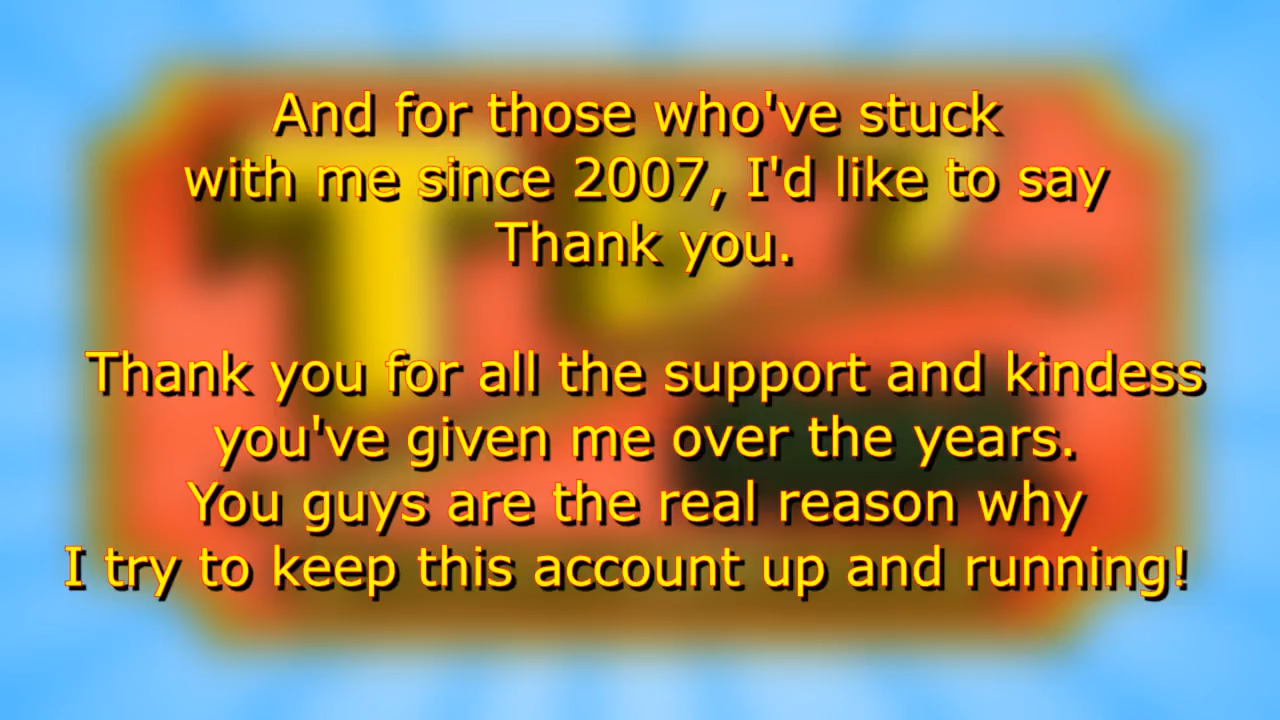 And for those who've stuck
with me since 2007, I'd like to say
Thank you.
Thank you for all the support and kindess
you've given me over the years.
You guys are the real reason why
I try to keep this account up and running!